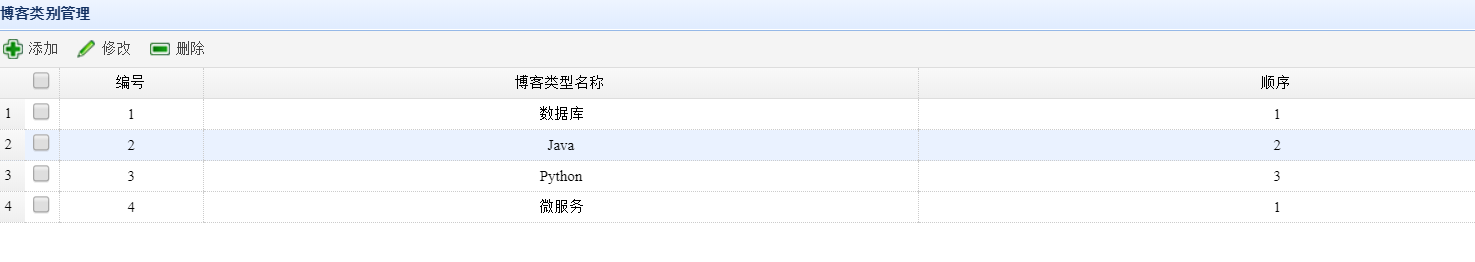 博客类别管理
添加 修改 删除
编号 博客类型名称 顺序
1 1 数据库 1
2 2 Java 2
3 3 Python 3
4 4 微服务 1